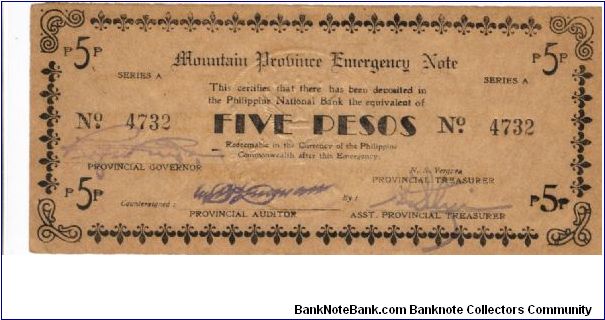 P5P P5P
Mountain Province Emergency Note
SERIES A SERIES A
This certifies that there has been deposited in
the Philippine National Bank the equivalent of
No 4732 FIVE PESOS No 4732
Redeemable in the Currency of the Philippine
Commonwealth after this Emergency.
PROVINCIAL GOVERNOR
PROVINCIAL TREASURER
P5P P5P
Countersigned : By :
PROVINCIAL AUDITOR ASST. PROVINCIAL TREASURER
BankNoteBank.com Banknote Collectors Community